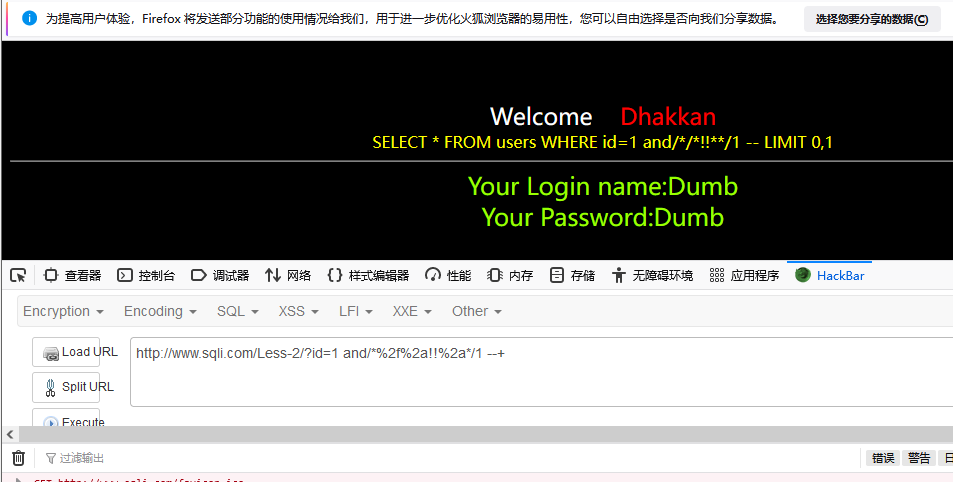 为提高用户体验，Firefox 将发送部分功能的使用情况给我们，用于进一步优化火狐浏览器的易用性，您可以自由选择是否向我们分享数据。 选择您要分享的数据(C)
Welcome Dhakkan
SELECT * FROM users WHERE id=1 and/*/*!!**/1 -- LIMIT 0,1
Your Login name:Dumb
Your Password:Dumb
查看器 控制台 调试器 网络 样式编辑器 性能 内存 存储 无障碍环境 应用程序 HackBar
Encryption Encoding SQL XSS LFI XXE Other
Load URL http://www.sqli.com/Less-2/?id=1 and/*%2f%2a!!%2a*/1 --+
Split URL
Execute
过滤输出 错误 警告